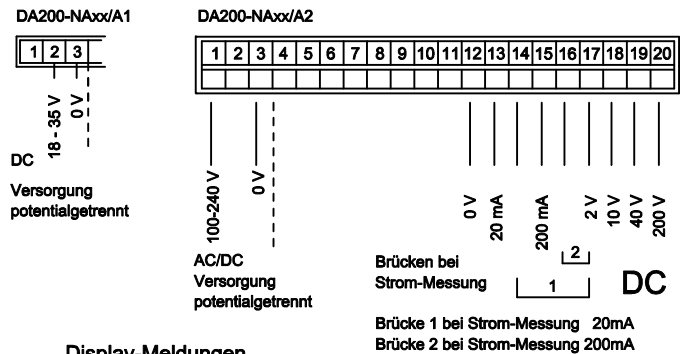 DA200-NAxx/A1
1 2 3
18 - 35 V
0 V
DC
Versorgung
potentialgetrennt
DA200-NAxx/A2
1 2 3 4 5 6 7 8 9 10 11 12 13 14 15 16 17 18 19 20
100-240 V
0 V
AC/DC
Versorgung
potentialgetrennt
0 V
20 mA
200 mA
2 V
10 V
40 V
200 V
Brücken bei
Strom-Messung
2
1
DC
Brücke 1 bei Strom-Messung 20mA
Brücke 2 bei Strom-Messung 200mA
Display-Meldungen